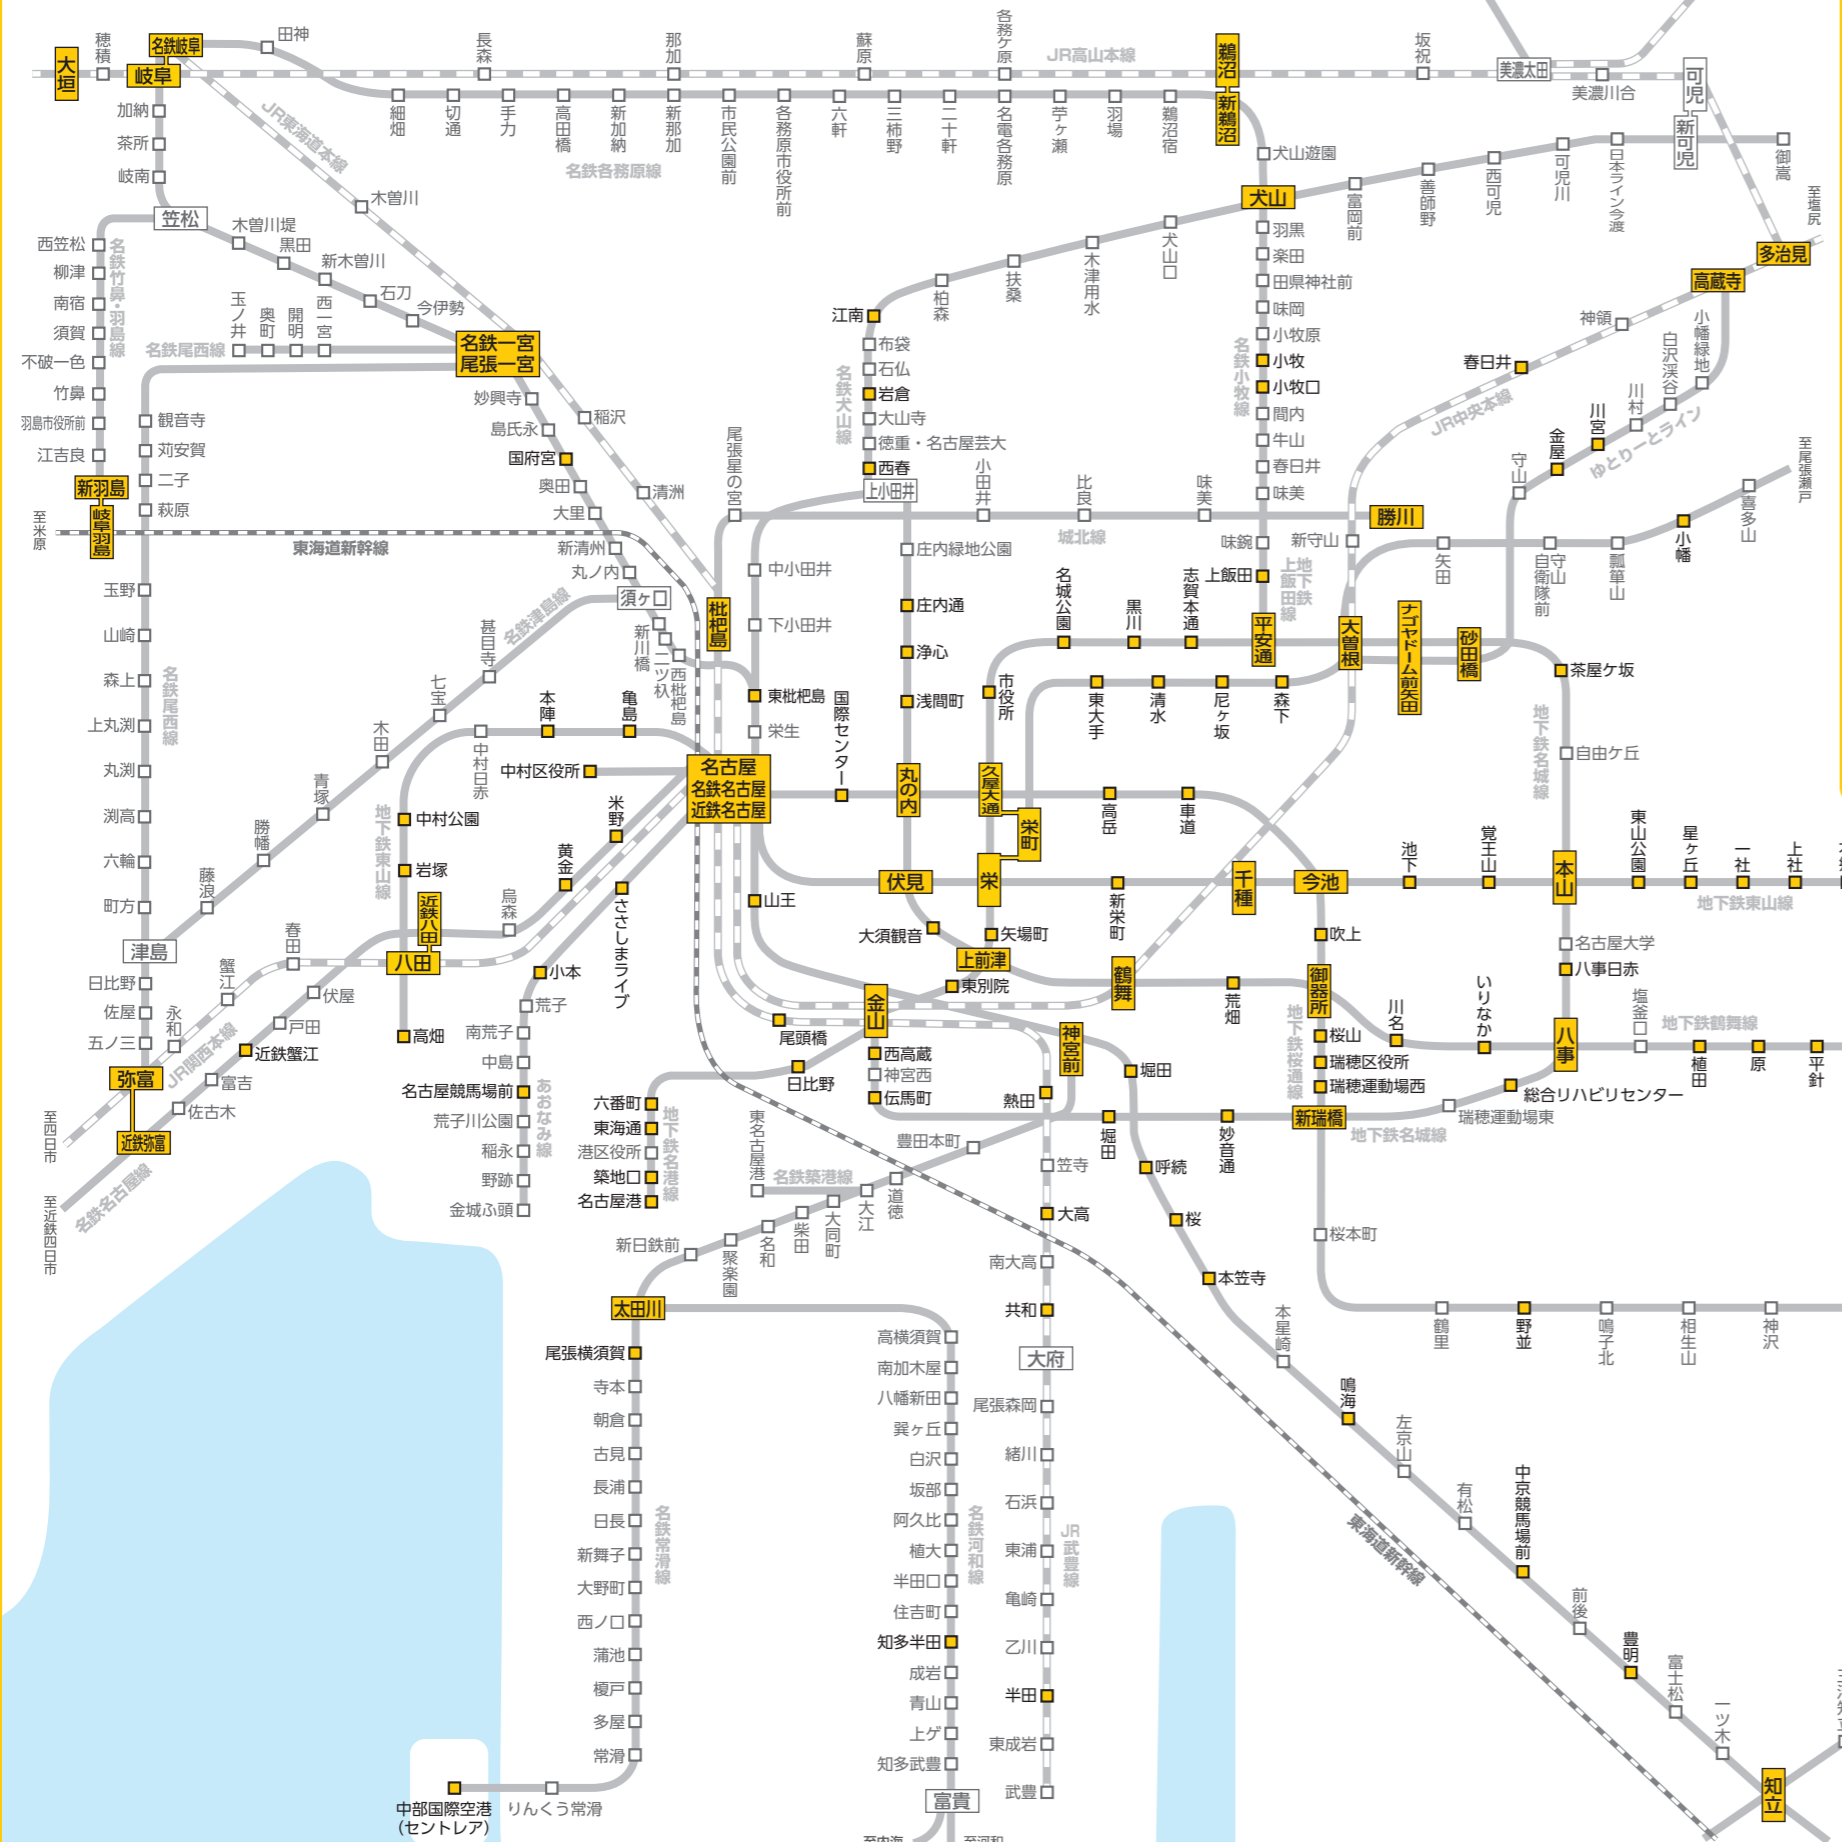 大垣
穂積
名鉄岐阜
岐阜
田神
長森
那加
蘇原
各務ケ原
JR高山本線
鵜沼
新鵜沼
坂祝
美濃太田
美濃川合
可児
新可児
加納
茶所
岐南
JR東海道本線
細畑
切通
手力
高田橋
新加納
新那加
市民公園前
各務原市役所前
六軒
三柿野
二十軒
名電各務原
苧ヶ瀬
羽場
鵜沼宿
名鉄各務原線
犬山遊園
犬山
富岡前
善師野
西可児
可児川
日本ライン今渡
御嵩
至塩尻
多治見
高蔵寺
木曽川
笠松
西笠松
柳津
南宿
須賀
不破一色
竹鼻
羽島市役所前
江吉良
新羽島
岐阜羽島
名鉄竹鼻・羽島線
木曽川堤
黒田
新木曽川
石刀
今伊勢
玉ノ井
奥町
開明
西一宮
名鉄尾西線
名鉄一宮
尾張一宮
観音寺
苅安賀
二子
萩原
至米原
東海道新幹線
妙興寺
島氏永
国府宮
奥田
大里
新清州
丸ノ内
須ヶ口
稲沢
清洲
枇杷島
新川橋
二ツ杁
西枇杷島
江南
布袋
石仏
岩倉
大山寺
徳重・名古屋芸大
西春
上小田井
名鉄犬山線
柏森
扶桑
木津用水
犬山口
羽黒
楽田
田県神社前
味岡
小牧原
小牧
小牧口
間内
牛山
春日井
味美
味鋺
上飯田
名鉄小牧線
地下鉄
上飯田線
平安通
尾張星の宮
小田井
比良
味美
勝川
城北線
新守山
神領
春日井
JR中央本線
小幡緑地
白沢渓谷
川村
川宮
金屋
守山
ゆとりーとライン
至尾張瀬戸
喜多山
小幡
瓢箪山
守山
自衛隊前
矢田
中小田井
下小田井
東枇杷島
栄生
庄内緑地公園
庄内通
浄心
浅間町
丸の内
名城公園
黒川
志賀本通
大曽根
ナゴヤドーム前矢田
砂田橋
茶屋ケ坂
市役所
東大手
清水
尼ヶ坂
森下
地下鉄名城線
自由ケ丘
玉野
山崎
森上
上丸渕
丸渕
渕高
六輪
町方
津島
日比野
佐屋
五ノ三
弥富
近鉄弥富
名鉄尾西線
甚目寺
七宝
木田
青塚
勝幡
藤浪
名鉄津島線
本陣
亀島
中村日赤
中村区役所
中村公園
岩塚
地下鉄東山線
近鉄八田
八田
高畑
米野
黄金
烏森
名古屋
名鉄名古屋
近鉄名古屋
国際センター
久屋大通
栄町
栄
高岳
車道
伏見
新栄町
千種
今池
池下
覚王山
本山
東山公園
星ヶ丘
一社
上社
地下鉄東山線
山王
大須観音
矢場町
上前津
東別院
鶴舞
荒畑
吹上
御器所
川名
いりなか
八事
塩釜口
植田
原
平針
地下鉄鶴舞線
名古屋大学
八事日赤
総合リハビリセンター
瑞穂運動場東
春田
蟹江
永和
JR関西本線
伏屋
戸田
近鉄蟹江
富吉
佐古木
至四日市
至近鉄四日市
名鉄名古屋線
ささしまライブ
小本
荒子
南荒子
中島
名古屋競馬場前
荒子川公園
稲永
野跡
金城ふ頭
あおなみ線
尾頭橋
日比野
金山
西高蔵
神宮西
伝馬町
神宮前
熱田
堀田
堀田
妙音通
新瑞橋
桜山
瑞穂区役所
瑞穂運動場西
地下鉄桜通線
地下鉄名城線
六番町
東海通
港区役所
築地口
名古屋港
地下鉄名港線
東名古屋港
名鉄築港線
豊田本町
道徳
大江
大同町
柴田
名和
聚楽園
新日鉄前
太田川
笠寺
大高
南大高
共和
大府
呼続
桜
本笠寺
本星崎
鳴海
左京山
有松
中京競馬場前
前後
豊明
富士松
一ツ木
知立
東海道新幹線
桜本町
鶴里
野並
鳴子北
相生山
神沢
尾張横須賀
寺本
朝倉
古見
長浦
日長
新舞子
大野町
西ノ口
蒲池
榎戸
多屋
常滑
名鉄常滑線
中部国際空港
（セントレア）
りんくう常滑
高横須賀
南加木屋
八幡新田
巽ヶ丘
白沢
坂部
阿久比
植大
半田口
住吉町
知多半田
成岩
青山
上ゲ
知多武豊
富貴
名鉄河和線
尾張森岡
緒川
石浜
東浦
亀崎
乙川
半田
東成岩
武豊
JR武豊線
至内海
至河和